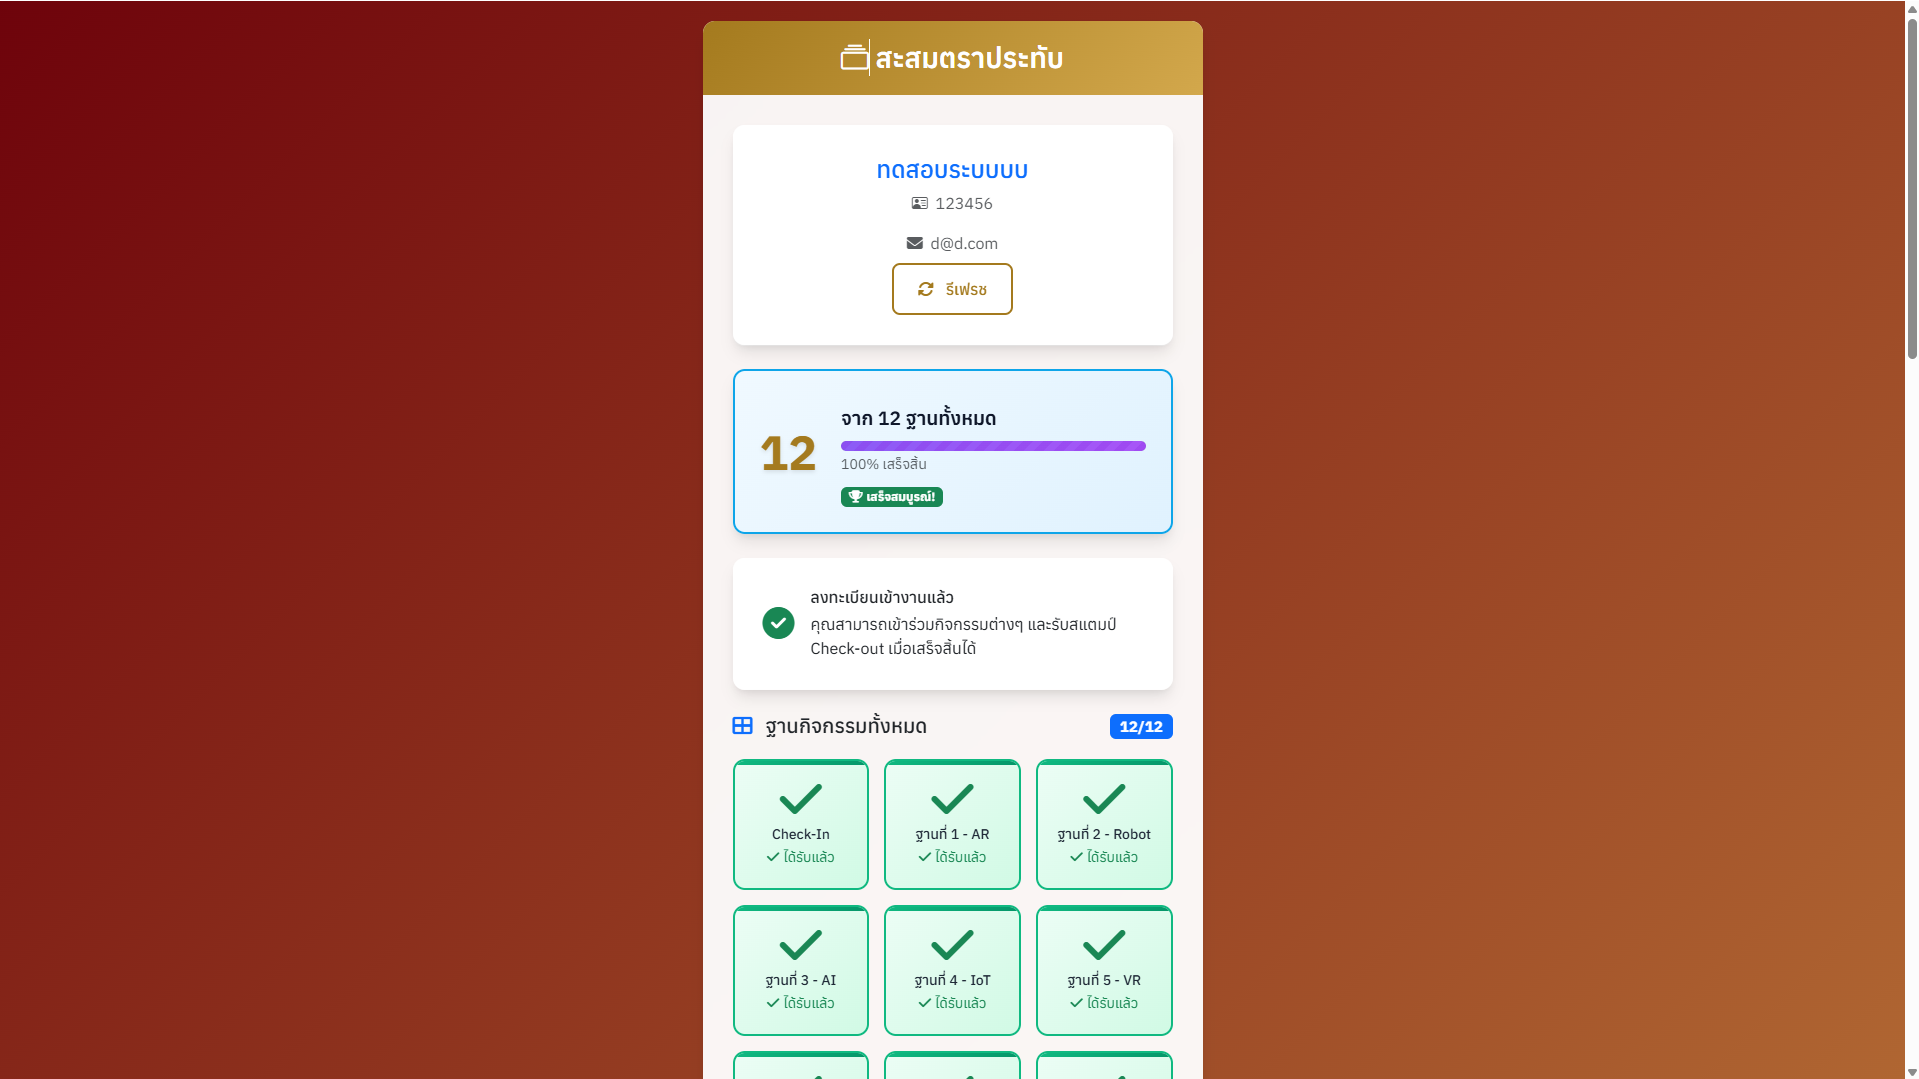 สะสมตราประทับ
ทดสอบระบบบบ
123456
d@d.com
รีเฟรช
12
จาก 12 ฐานทั้งหมด
100% เสร็จสิ้น
เสร็จสมบูรณ์!
ลงทะเบียนเข้างานแล้ว
คุณสามารถเข้าร่วมกิจกรรมต่างๆ และรับสแตมป์
Check-out เมื่อเสร็จสิ้นได้
ฐานกิจกรรมทั้งหมด
12/12
Check-In
ได้รับแล้ว
ฐานที่ 1 - AR
ได้รับแล้ว
ฐานที่ 2 - Robot
ได้รับแล้ว
ฐานที่ 3 - AI
ได้รับแล้ว
ฐานที่ 4 - IoT
ได้รับแล้ว
ฐานที่ 5 - VR
ได้รับแล้ว